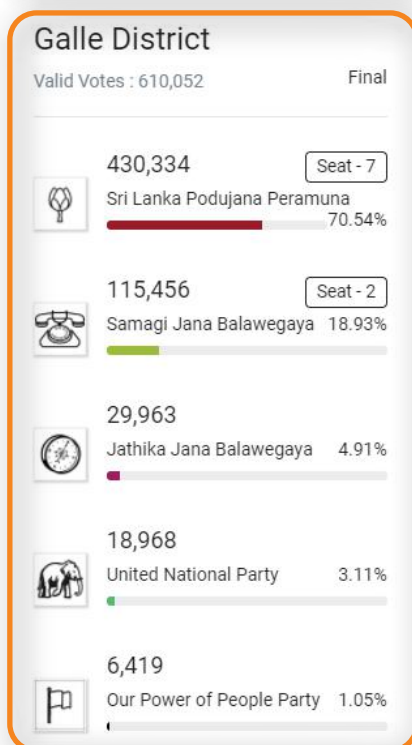 Galle District
Valid Votes : 610,052 Final
430,334 Seat - 7
Sri Lanka Podujana Peramuna
70.54%
115,456 Seat - 2
Samagi Jana Balawegaya 18.93%
29,963
Jathika Jana Balawegaya 4.91%
18,968
United National Party 3.11%
6,419
Our Power of People Party 1.05%